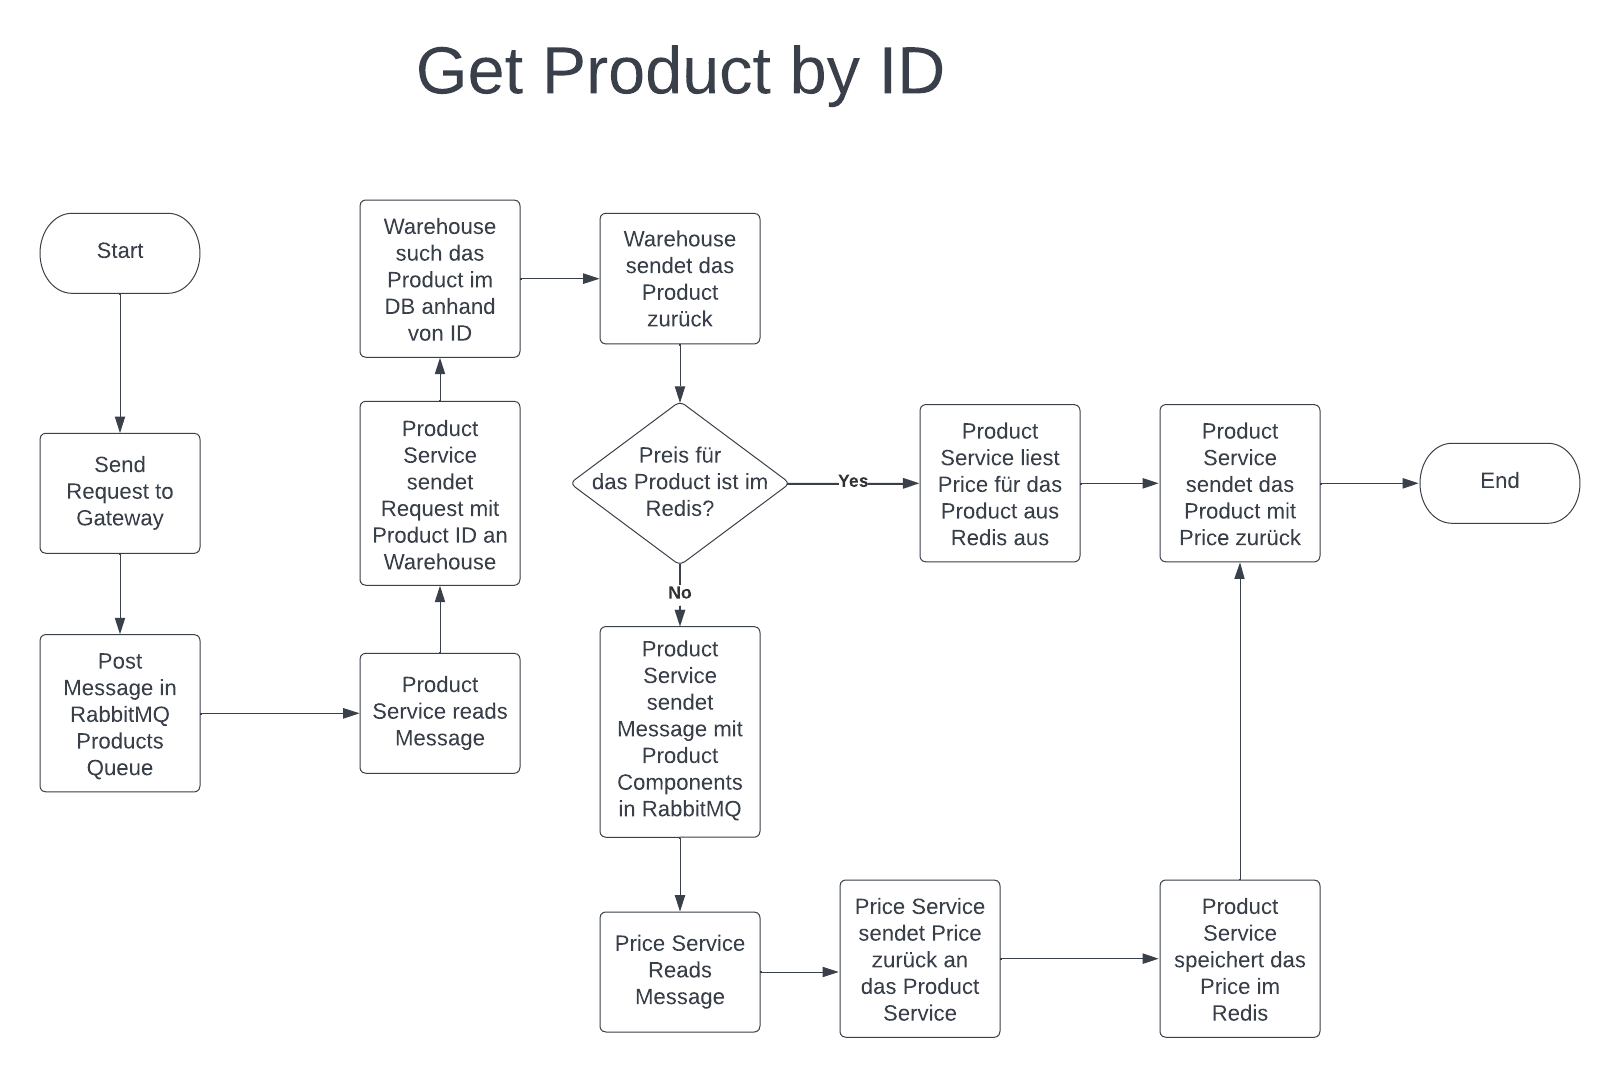 Get Product by ID
Start
Send
Request to
Gateway
Post
Message in
RabbitMQ
Products
Queue
Product
Service reads
Message
Product
Service
sendet
Request mit
Product ID an
Warehouse
Warehouse
such das
Product im
DB anhand
von ID
Warehouse
sendet das
Product
zurück
Preis für
das Product ist im
Redis?
Yes
Product
Service liest
Price für das
Product aus
Redis aus
Product
Service
sendet das
Product mit
Price zurück
End
No
Product
Service
sendet
Message mit
Product
Components
in RabbitMQ
Price Service
Reads
Message
Price Service
sendet Price
zurück an
das Product
Service
Product
Service
speichert das
Price im
Redis